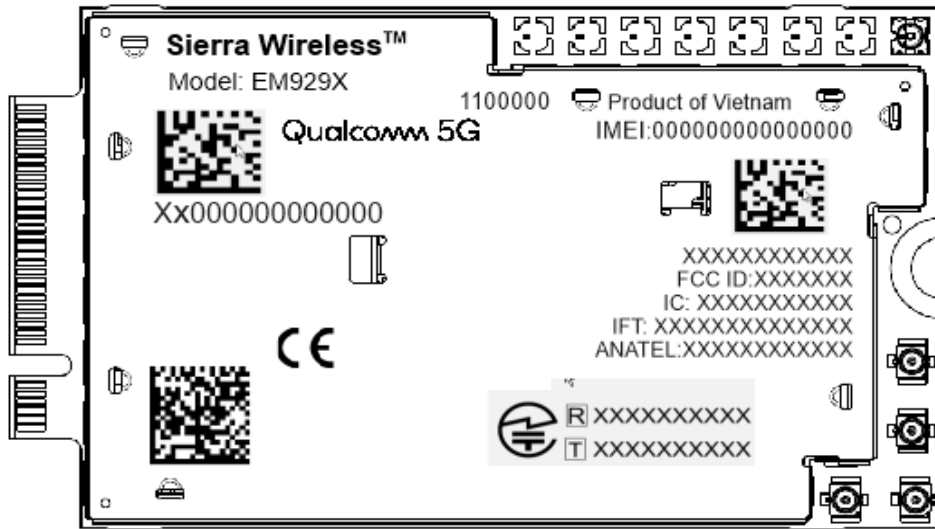 Sierra Wireless™
Model: EM929X
1100000
Product of Vietnam
IMEI:000000000000000
Qualcomm 5G
Xx000000000000
XXXXXXXXXXXX
FCC ID:XXXXXXX
IC: XXXXXXXXXXX
IFT: XXXXXXXXXXXXXX
ANATEL:XXXXXXXXXXXX
CE
R XXXXXXXXXX
T XXXXXXXXXX